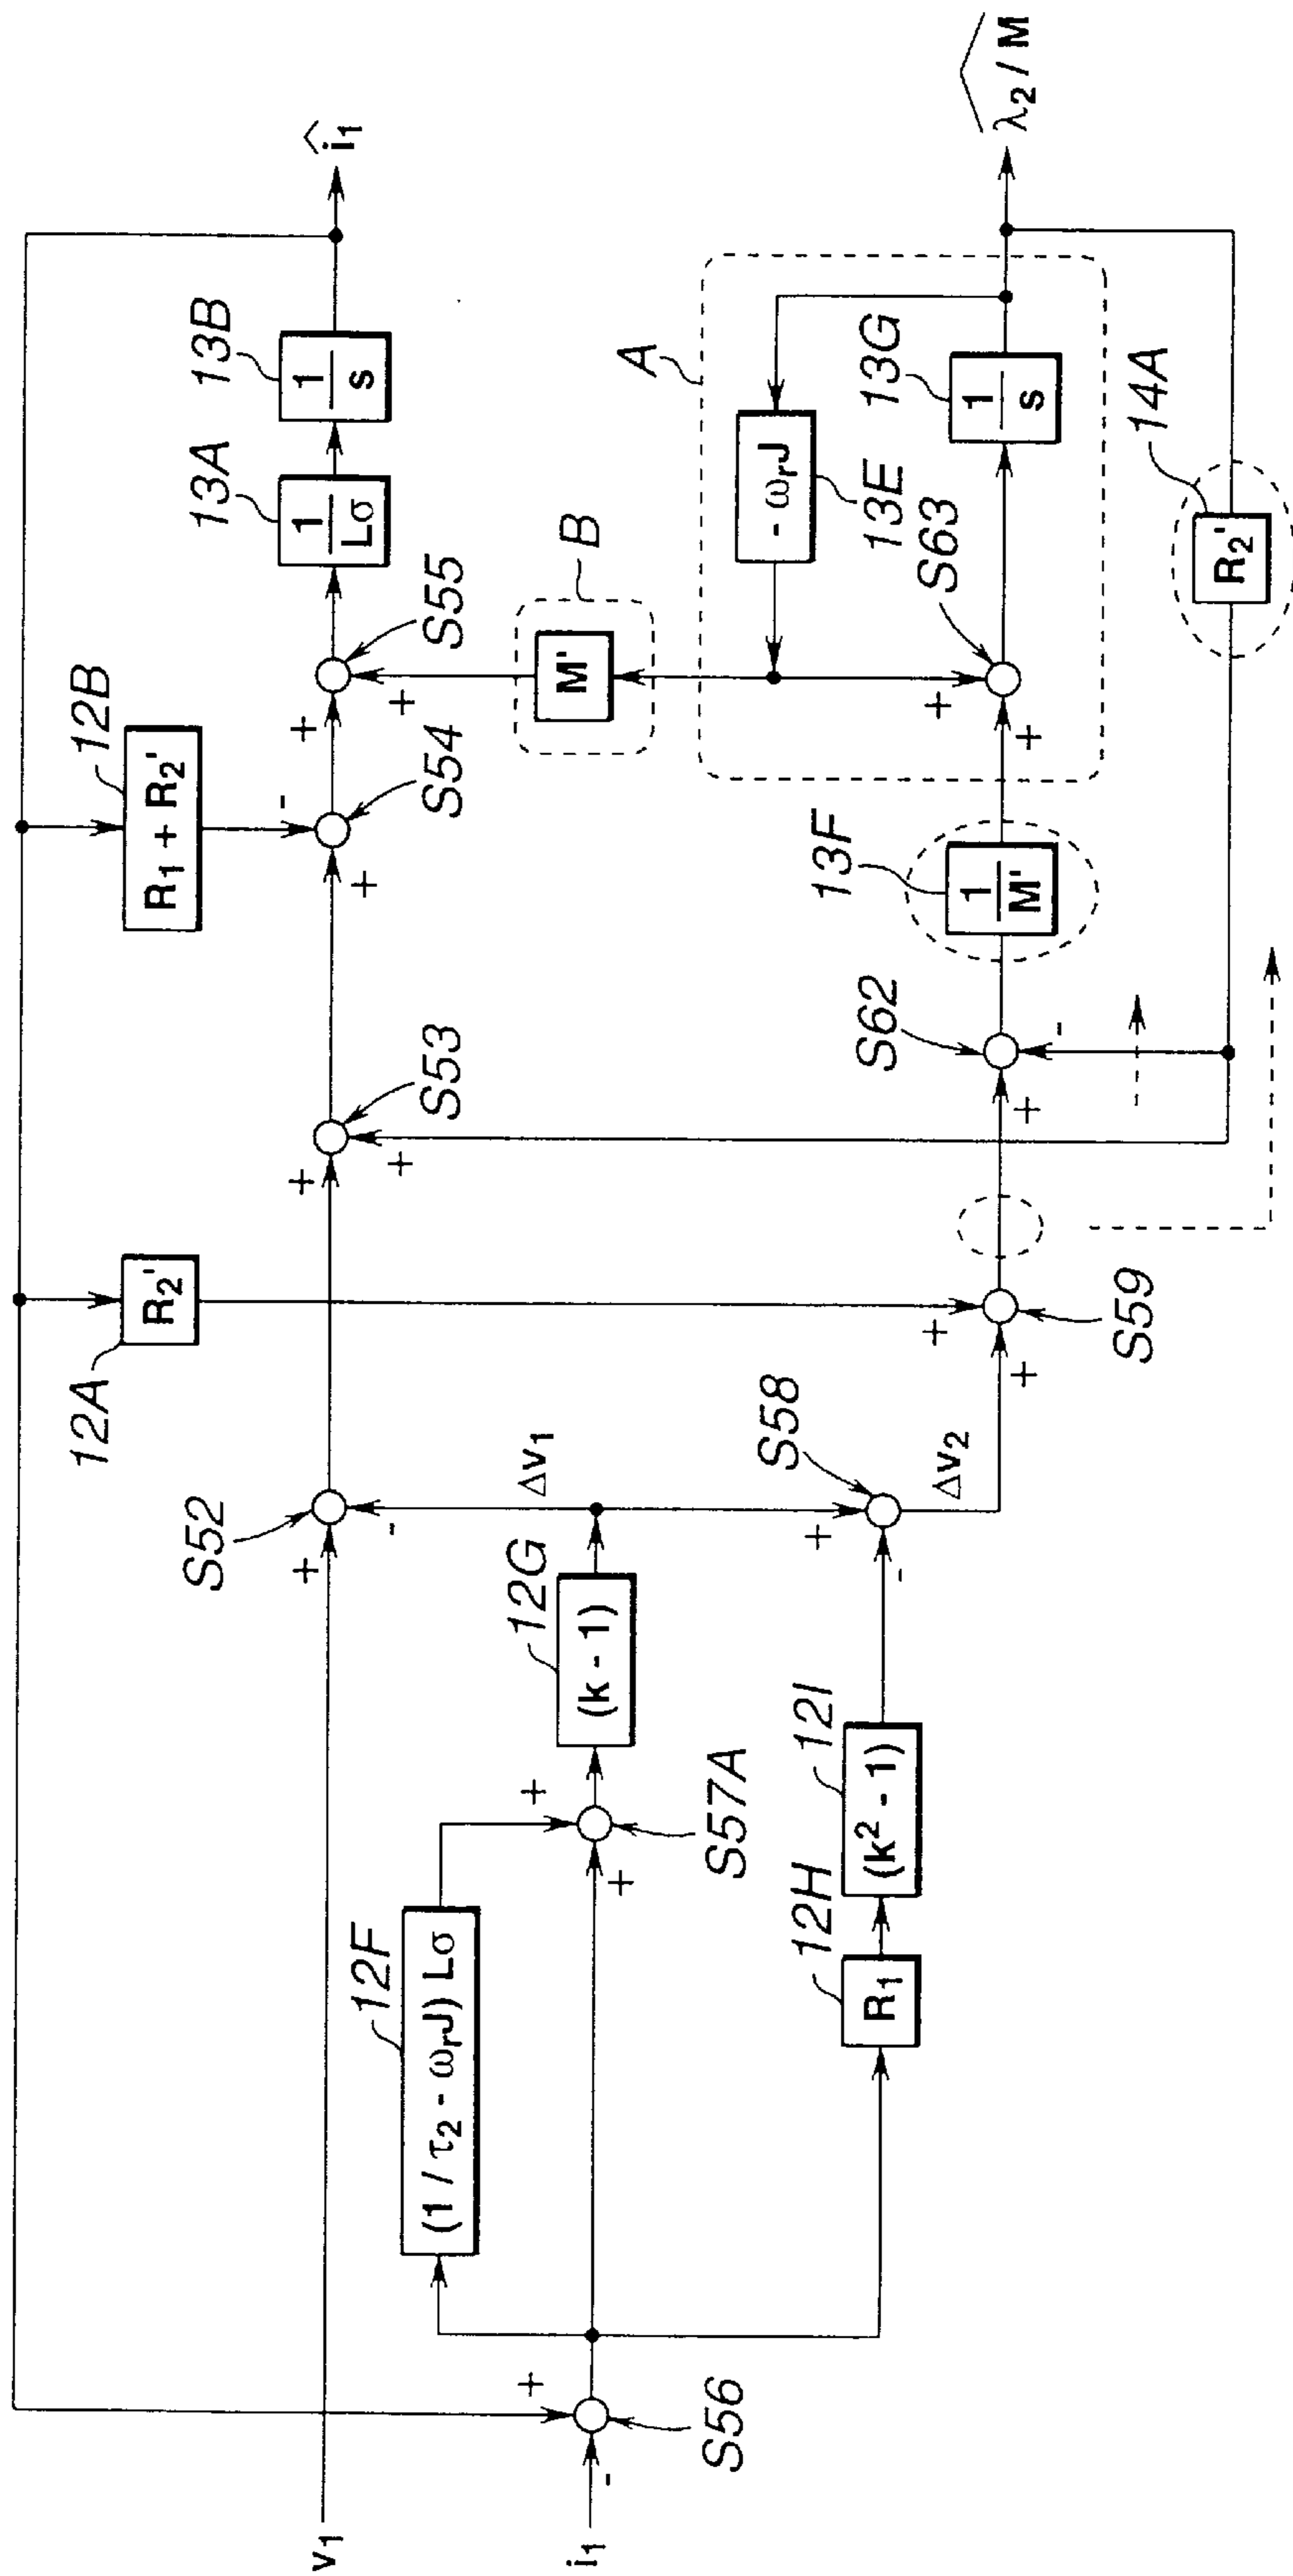 v1
i1
+
-
S56
12F
(1 / τ2 - ωrJ) Lσ
+
+
S57A
12G
(k - 1)
12H
R1
12I
(k² - 1)
S52
+
-
Δv1
+
-
S58
Δv2
12A
R2'
+
+
S59
+
+
S53
+
-
S62
12B
R1 + R2'
-
+
S54
+
+
S55
B
M'
13F
1
M'
A
- ωrJ
13E
+
+
S63
13G
1
s
13A
1
Lσ
13B
1
s
14A
R2'
î1
λ2 / M